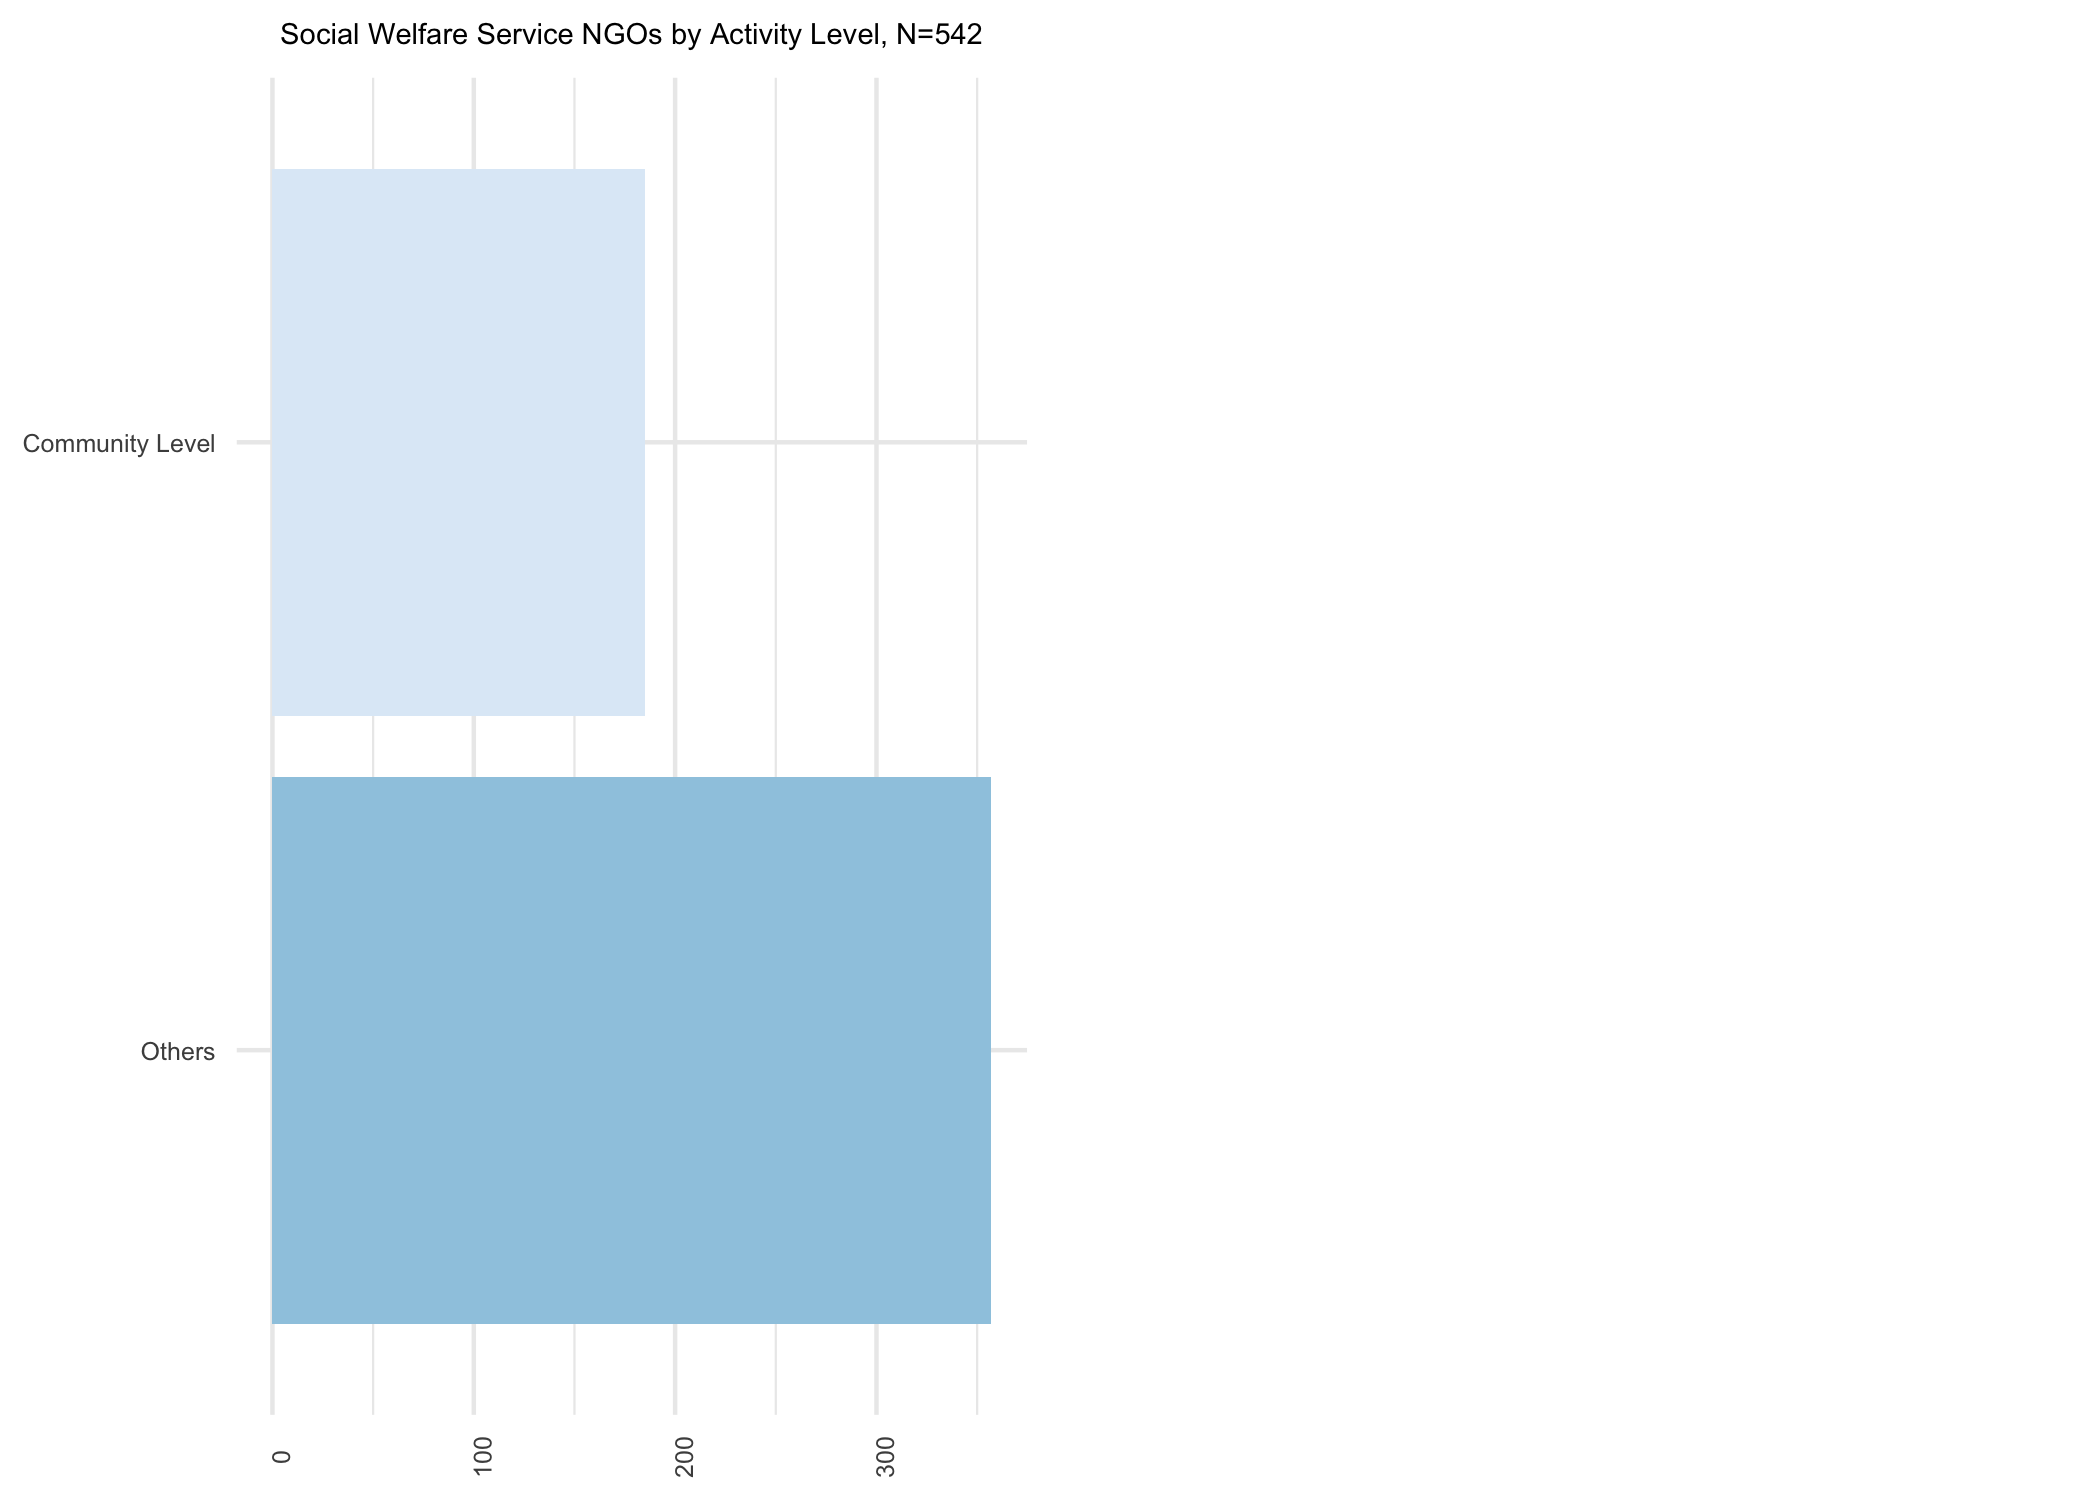 Social Welfare Service NGOs by Activity Level, N=542
Community Level
Others
0
100
200
300